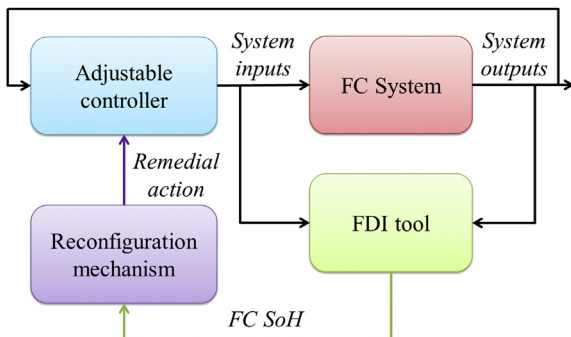 Adjustable
controller
System
inputs
FC System
System
outputs
Remedial
action
Reconfiguration
mechanism
FDI tool
FC SoH